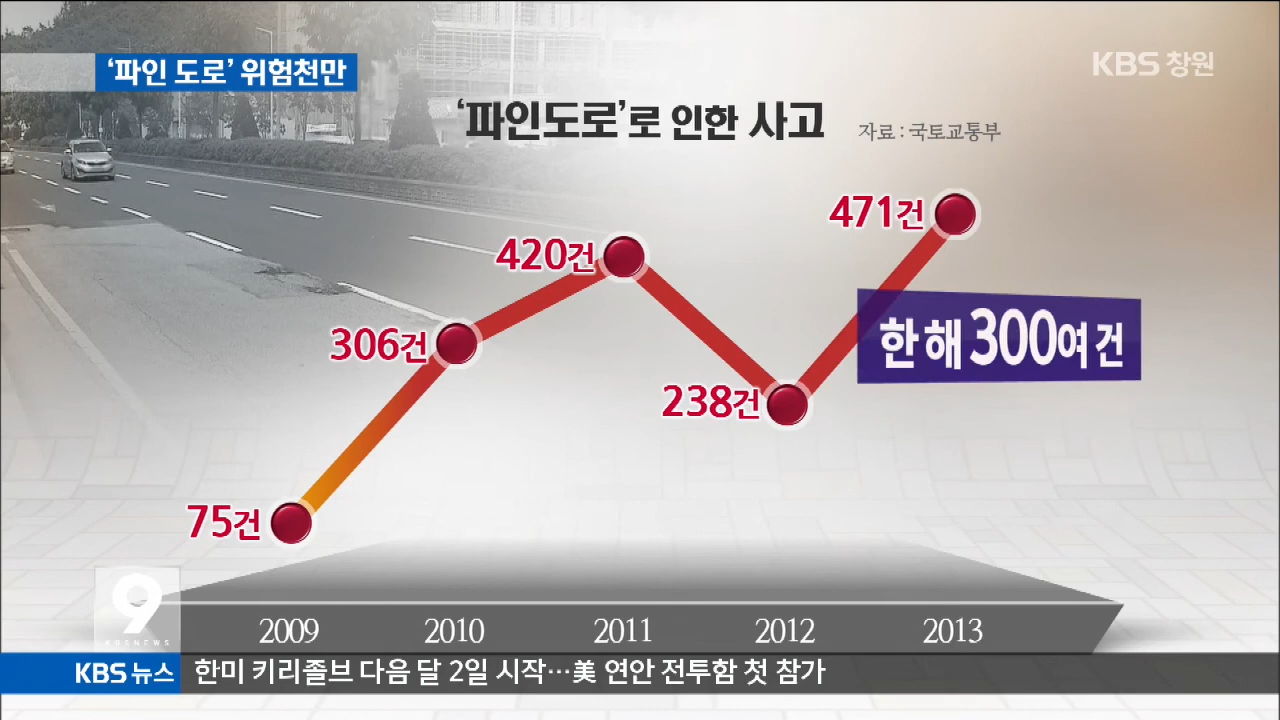 ‘파인 도로’ 위험천만
KBS 창원
‘파인도로’로 인한 사고
자료 : 국토교통부
471건
420건
306건
한 해 300여 건
238건
75건
9
KBS NEWS
2009 2010 2011 2012 2013
KBS 뉴스
한미 키리졸브 다음 달 2일 시작…美 연안 전투함 첫 참가